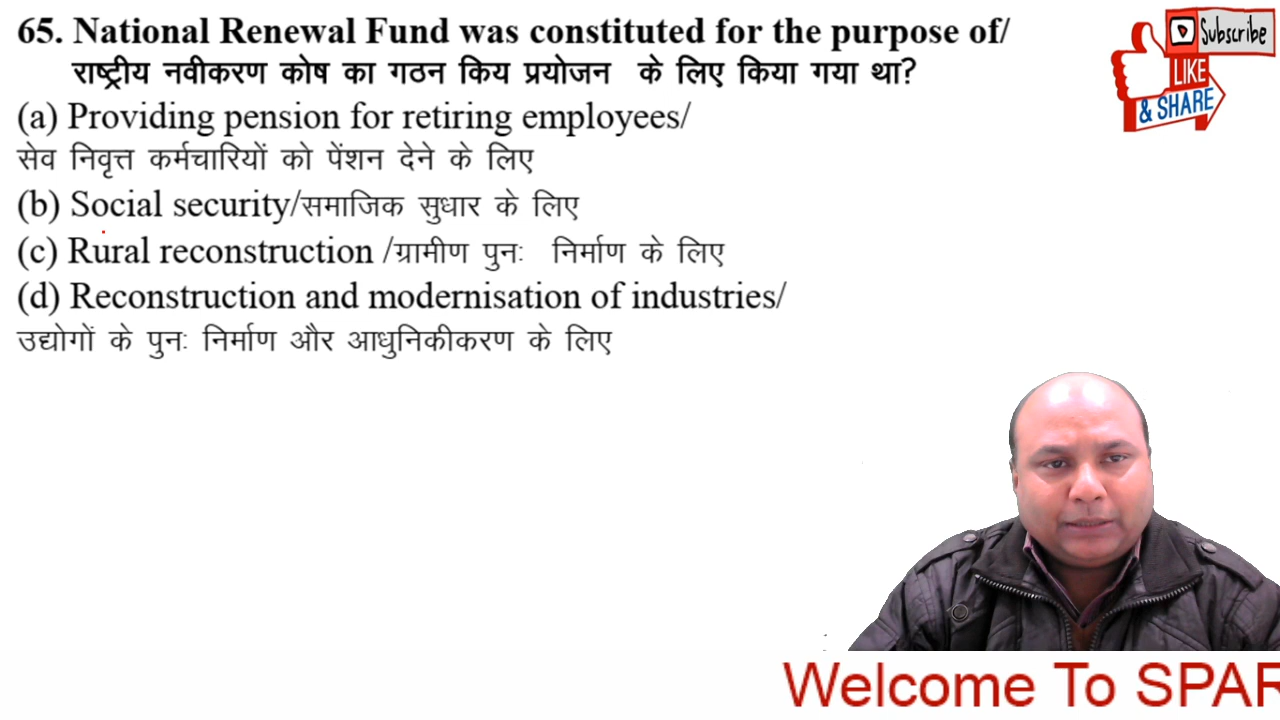 65. National Renewal Fund was constituted for the purpose of/
राष्ट्रीय नवीकरण कोष का गठन किय प्रयोजन के लिए किया गया था?
(a) Providing pension for retiring employees/
सेव निवृत्त कर्मचारियों को पेंशन देने के लिए
(b) Social security/समाजिक सुधार के लिए
(c) Rural reconstruction /ग्रामीण पुनः निर्माण के लिए
(d) Reconstruction and modernisation of industries/
उद्योगों के पुनः निर्माण और आधुनिकीकरण के लिए
Subscribe
LIKE
& SHARE
Welcome To SPAR